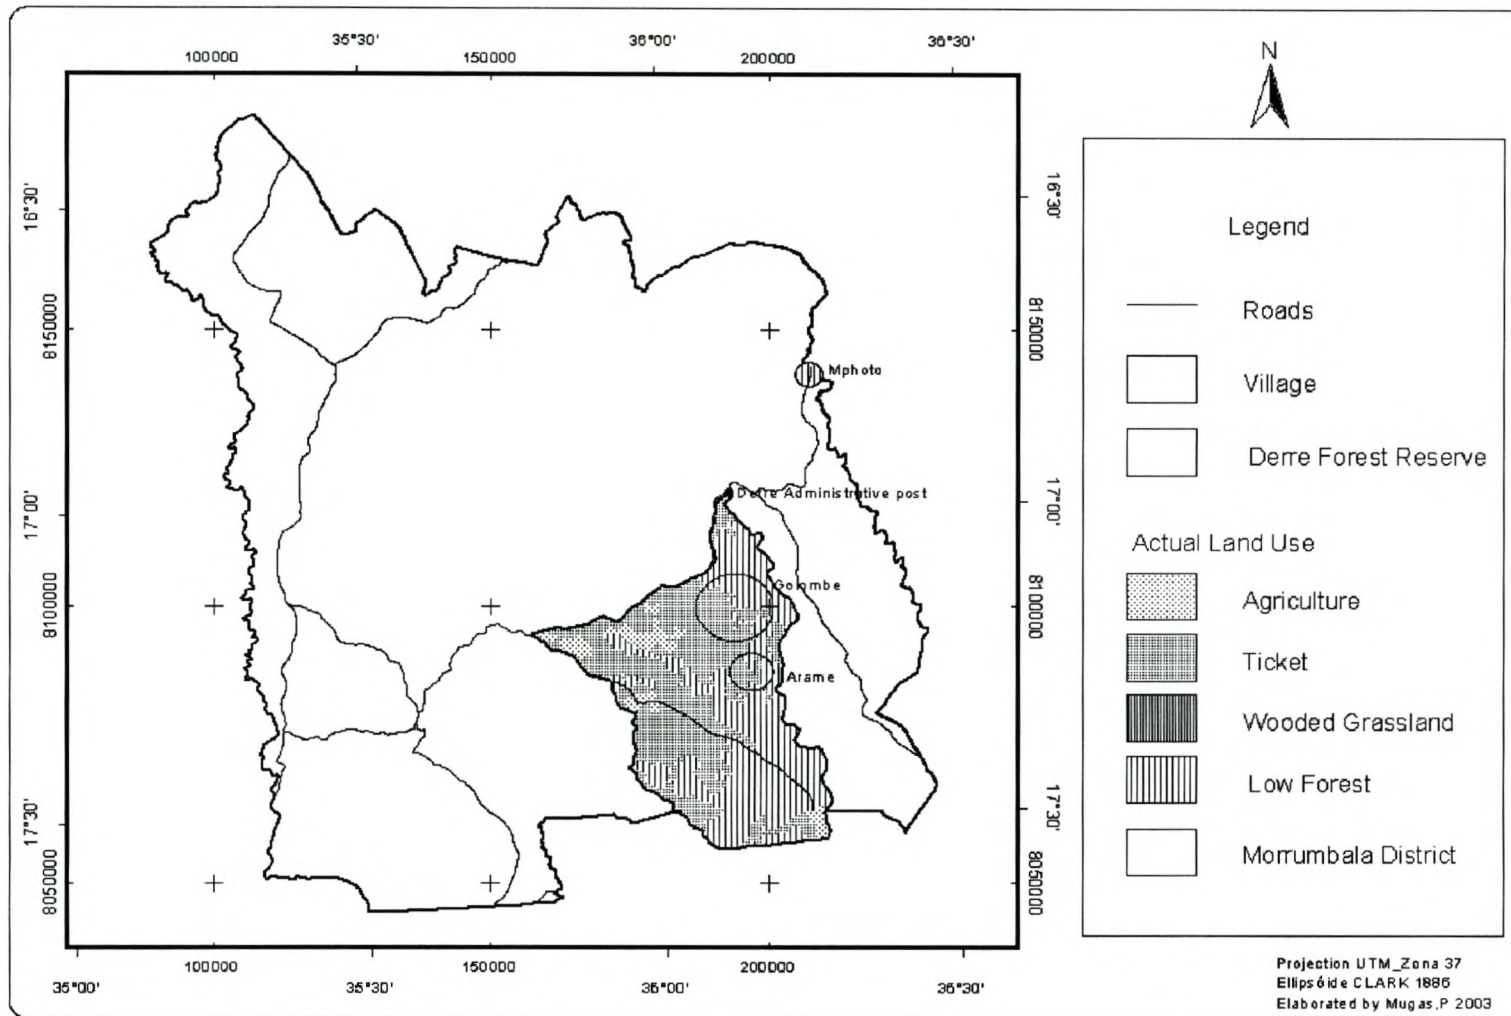 35°30' 36°00' 36°30'
100000 150000 200000
N
16°30' 16°30'
Legend
Roads
8150000 8150000
Mphoto
Village
Derre Forest Reserve
Derre Administrative post
17°00' 17°00'
Actual Land Use
Golombe
Agriculture
8100000 8100000
Ticket
Arame
Wooded Grassland
Low Forest
17°30' 17°30'
Morrumbala District
8050000 8050000
100000 150000 200000
35°00' 35°30' 36°00' 36°30'
Projection UTM_Zona 37
Ellipsóide CLARK 1886
Elaborated by Mugas,P 2003